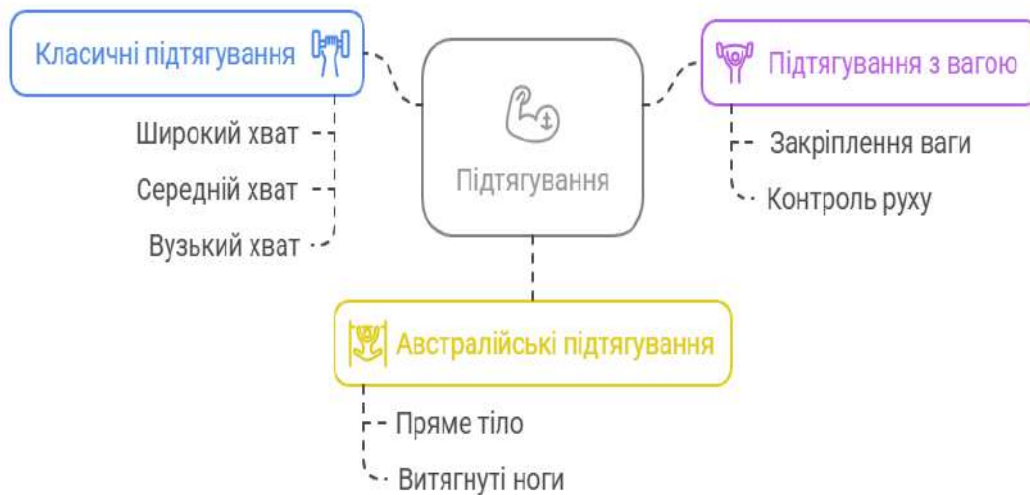 Підтягування
Класичні підтягування
Широкий хват
Середній хват
Вузький хват
Підтягування з вагою
Закріплення ваги
Контроль руху
Австралійські підтягування
Пряме тіло
Витягнуті ноги